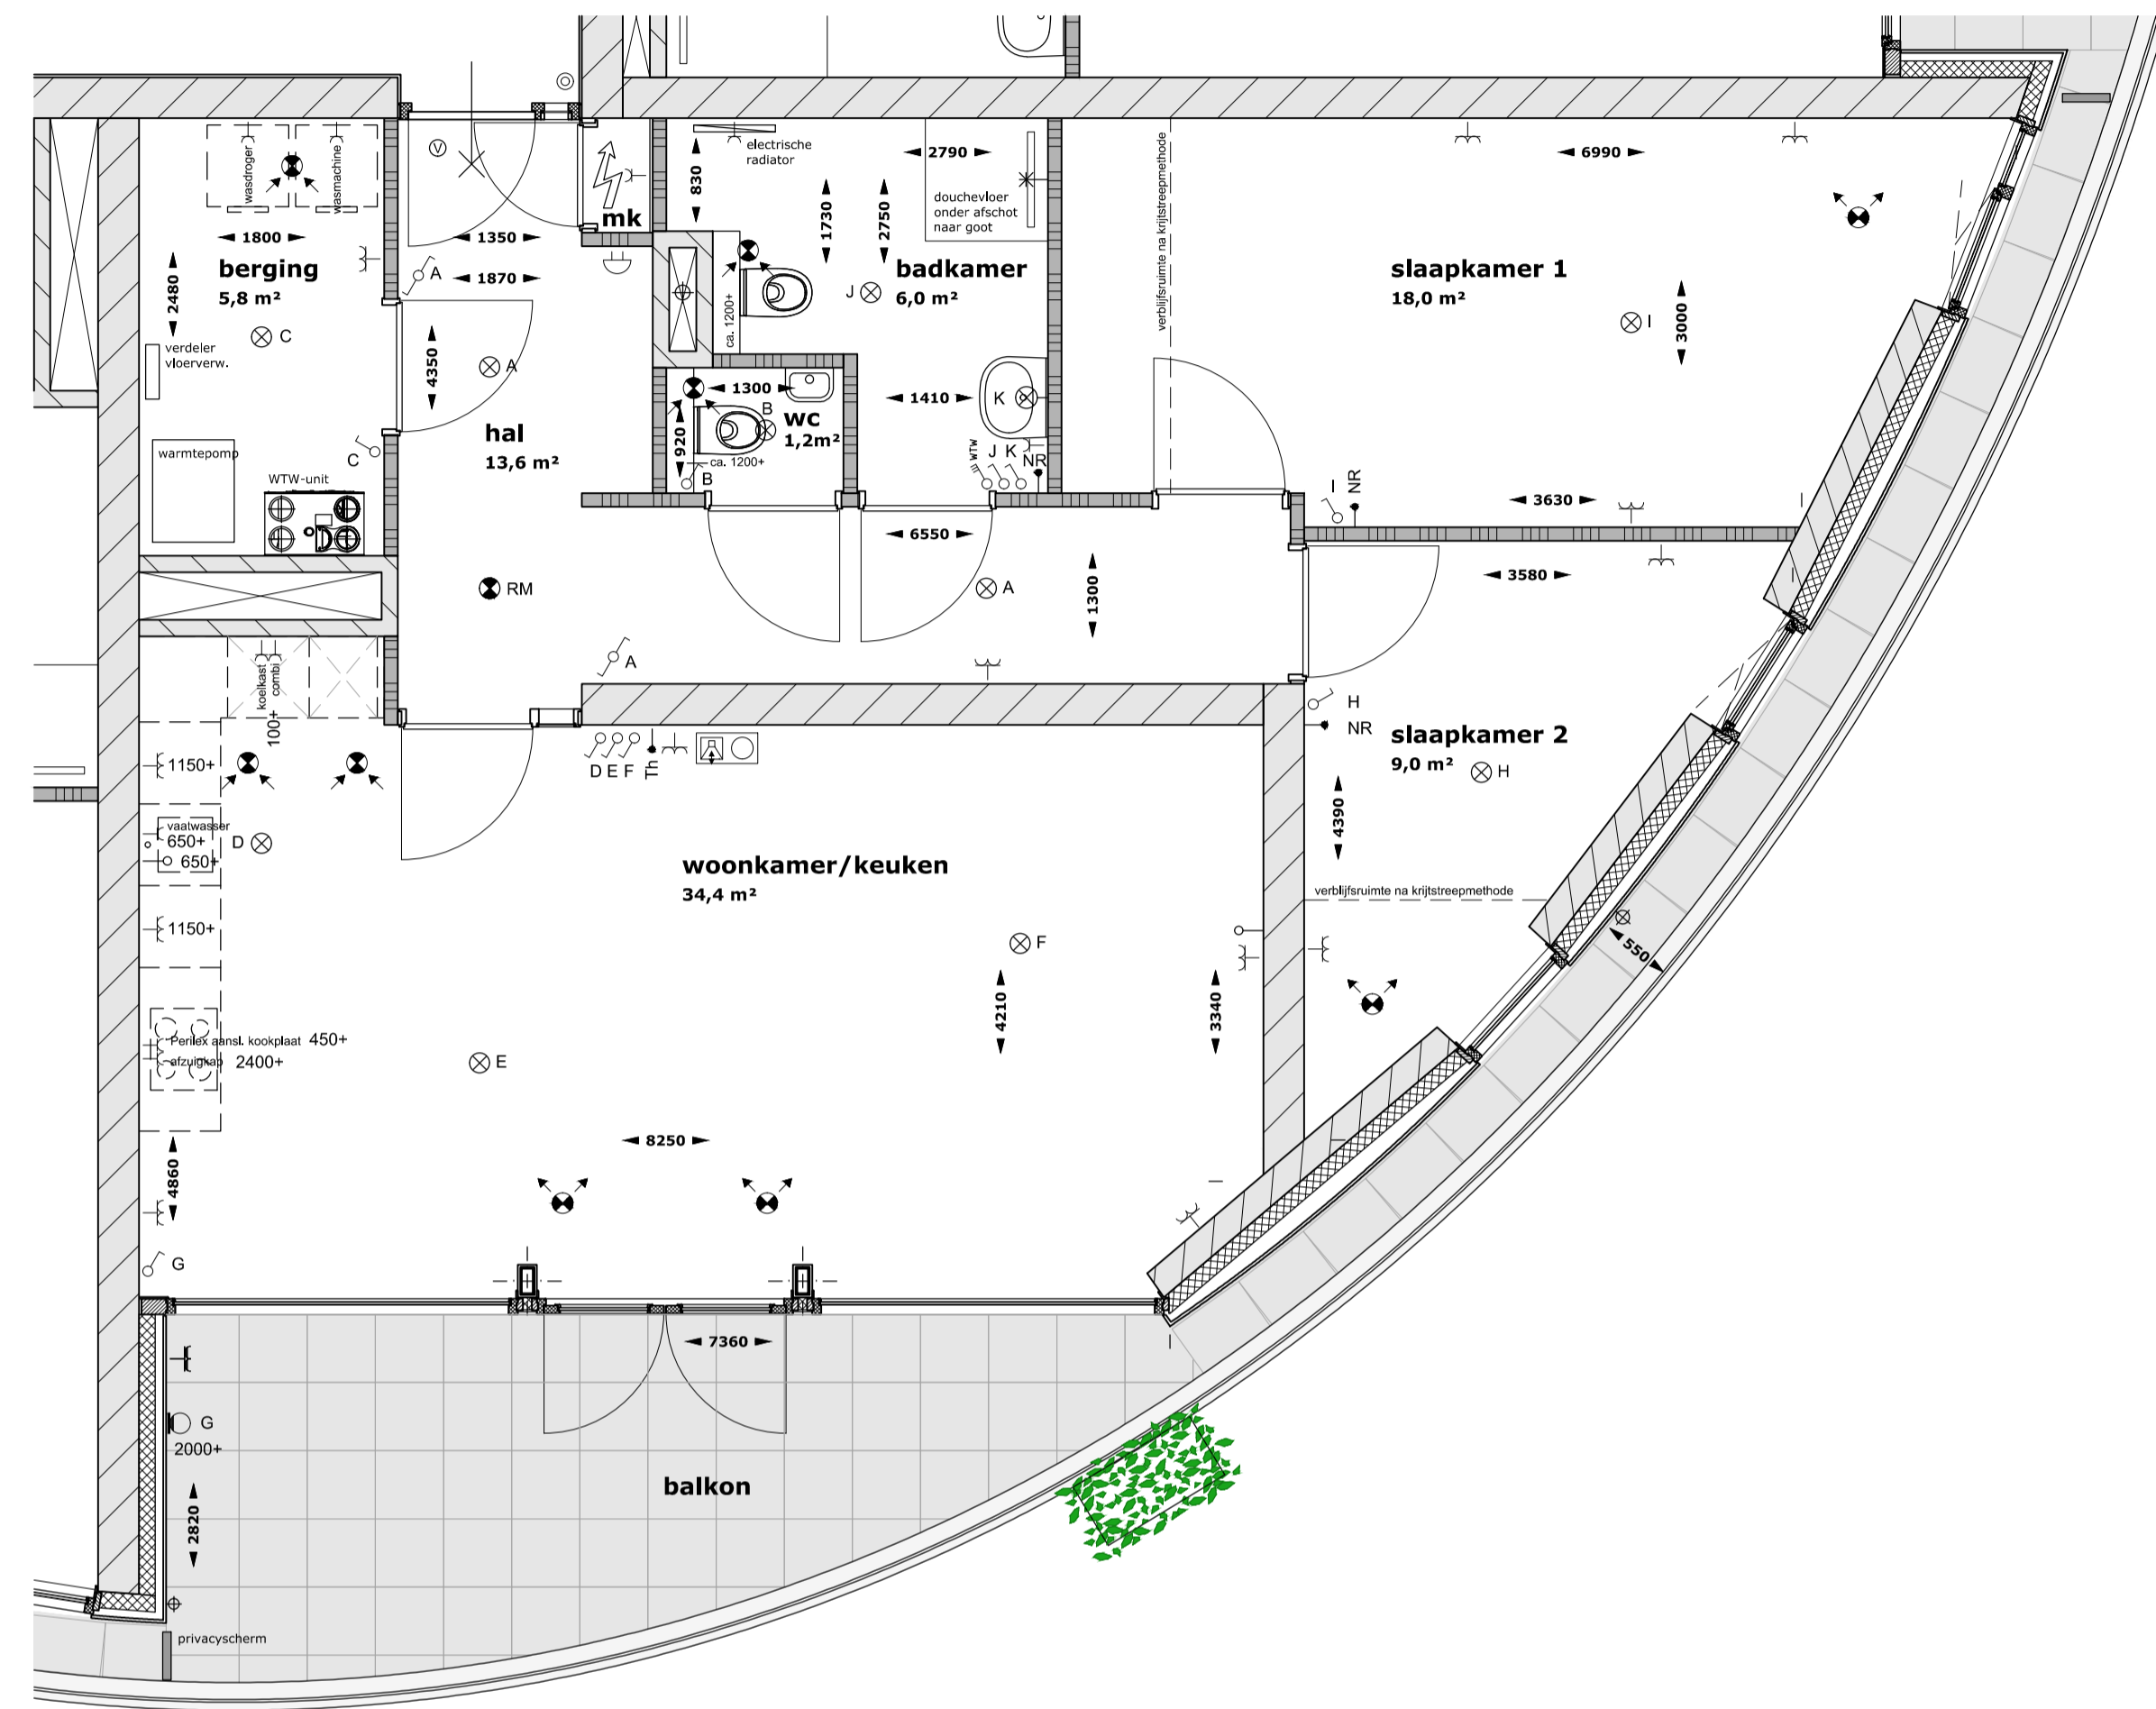 wasdroger
wasmachine
1800
berging
5,8 m²
2480
C
verdeler
vloerverw.
warmtepomp
C
WTW-unit
V
1350
A
1870
4350
A
hal
13,6 m²
RM
A
mk
electrische
radiator
830
1730
2750
2790
douchevloer
onder afschot
naar goot
badkamer
6,0 m²
J
ca. 1200+
1300
B
wc
1,2m²
920
ca. 1200+
B
1410
K
WTW
J
K
NR
6550
A
1300
verblijfsruimte na krijtstreepmethode
6990
slaapkamer 1
18,0 m²
I
3000
I
NR
3630
3580
H
NR
slaapkamer 2
9,0 m²
H
4390
verblijfsruimte na krijtstreepmethode
550
koelkast
combi
100+
1150+
vaatwasser
650+
650+
D
1150+
Perilex aansl. kookplaat 450+
afzuigkap 2400+
D E F
Th
woonkamer/keuken
34,4 m²
F
4210
3340
E
8250
4860
G
7360
G
2000+
balkon
2820
privacyscherm